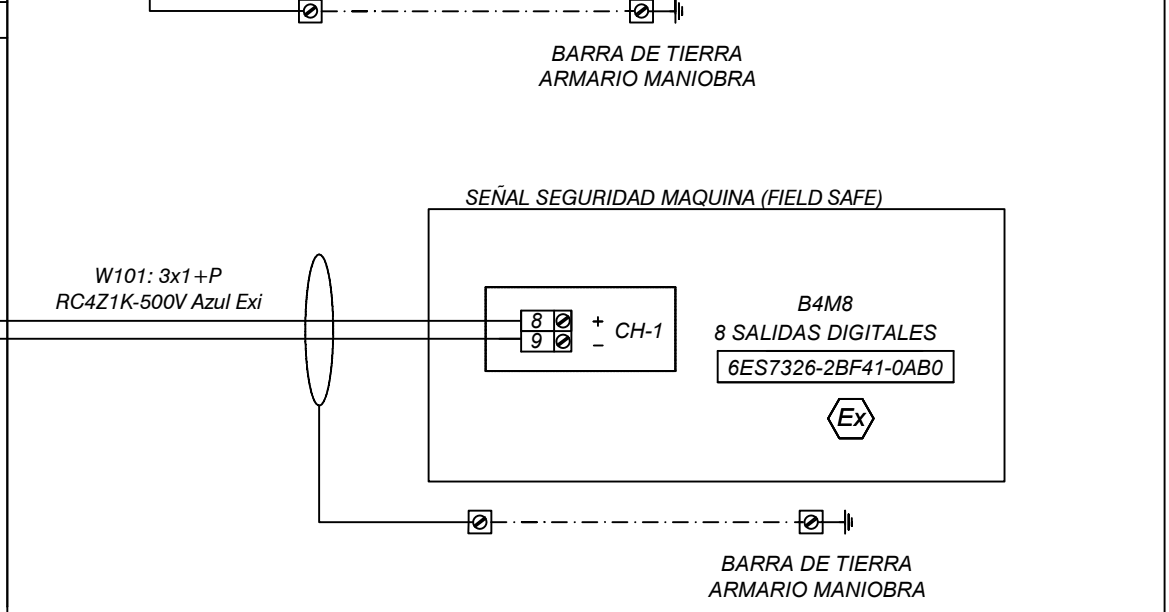 BARRA DE TIERRA
ARMARIO MANIOBRA
SEÑAL SEGURIDAD MAQUINA (FIELD SAFE)
W101: 3x1+P
RC4Z1K-500V Azul Exi
8 + CH-1
9 -
B4M8
8 SALIDAS DIGITALES
6ES7326-2BF41-0AB0
Ex
BARRA DE TIERRA
ARMARIO MANIOBRA